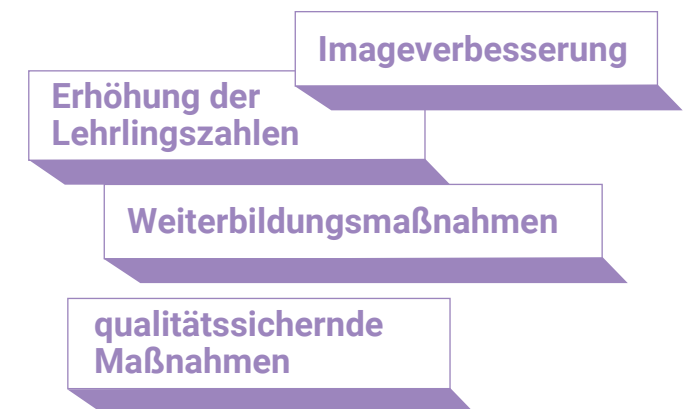 Imageverbesserung
Erhöhung der
Lehrlingszahlen
Weiterbildungsmaßnahmen
qualitätssichernde
Maßnahmen